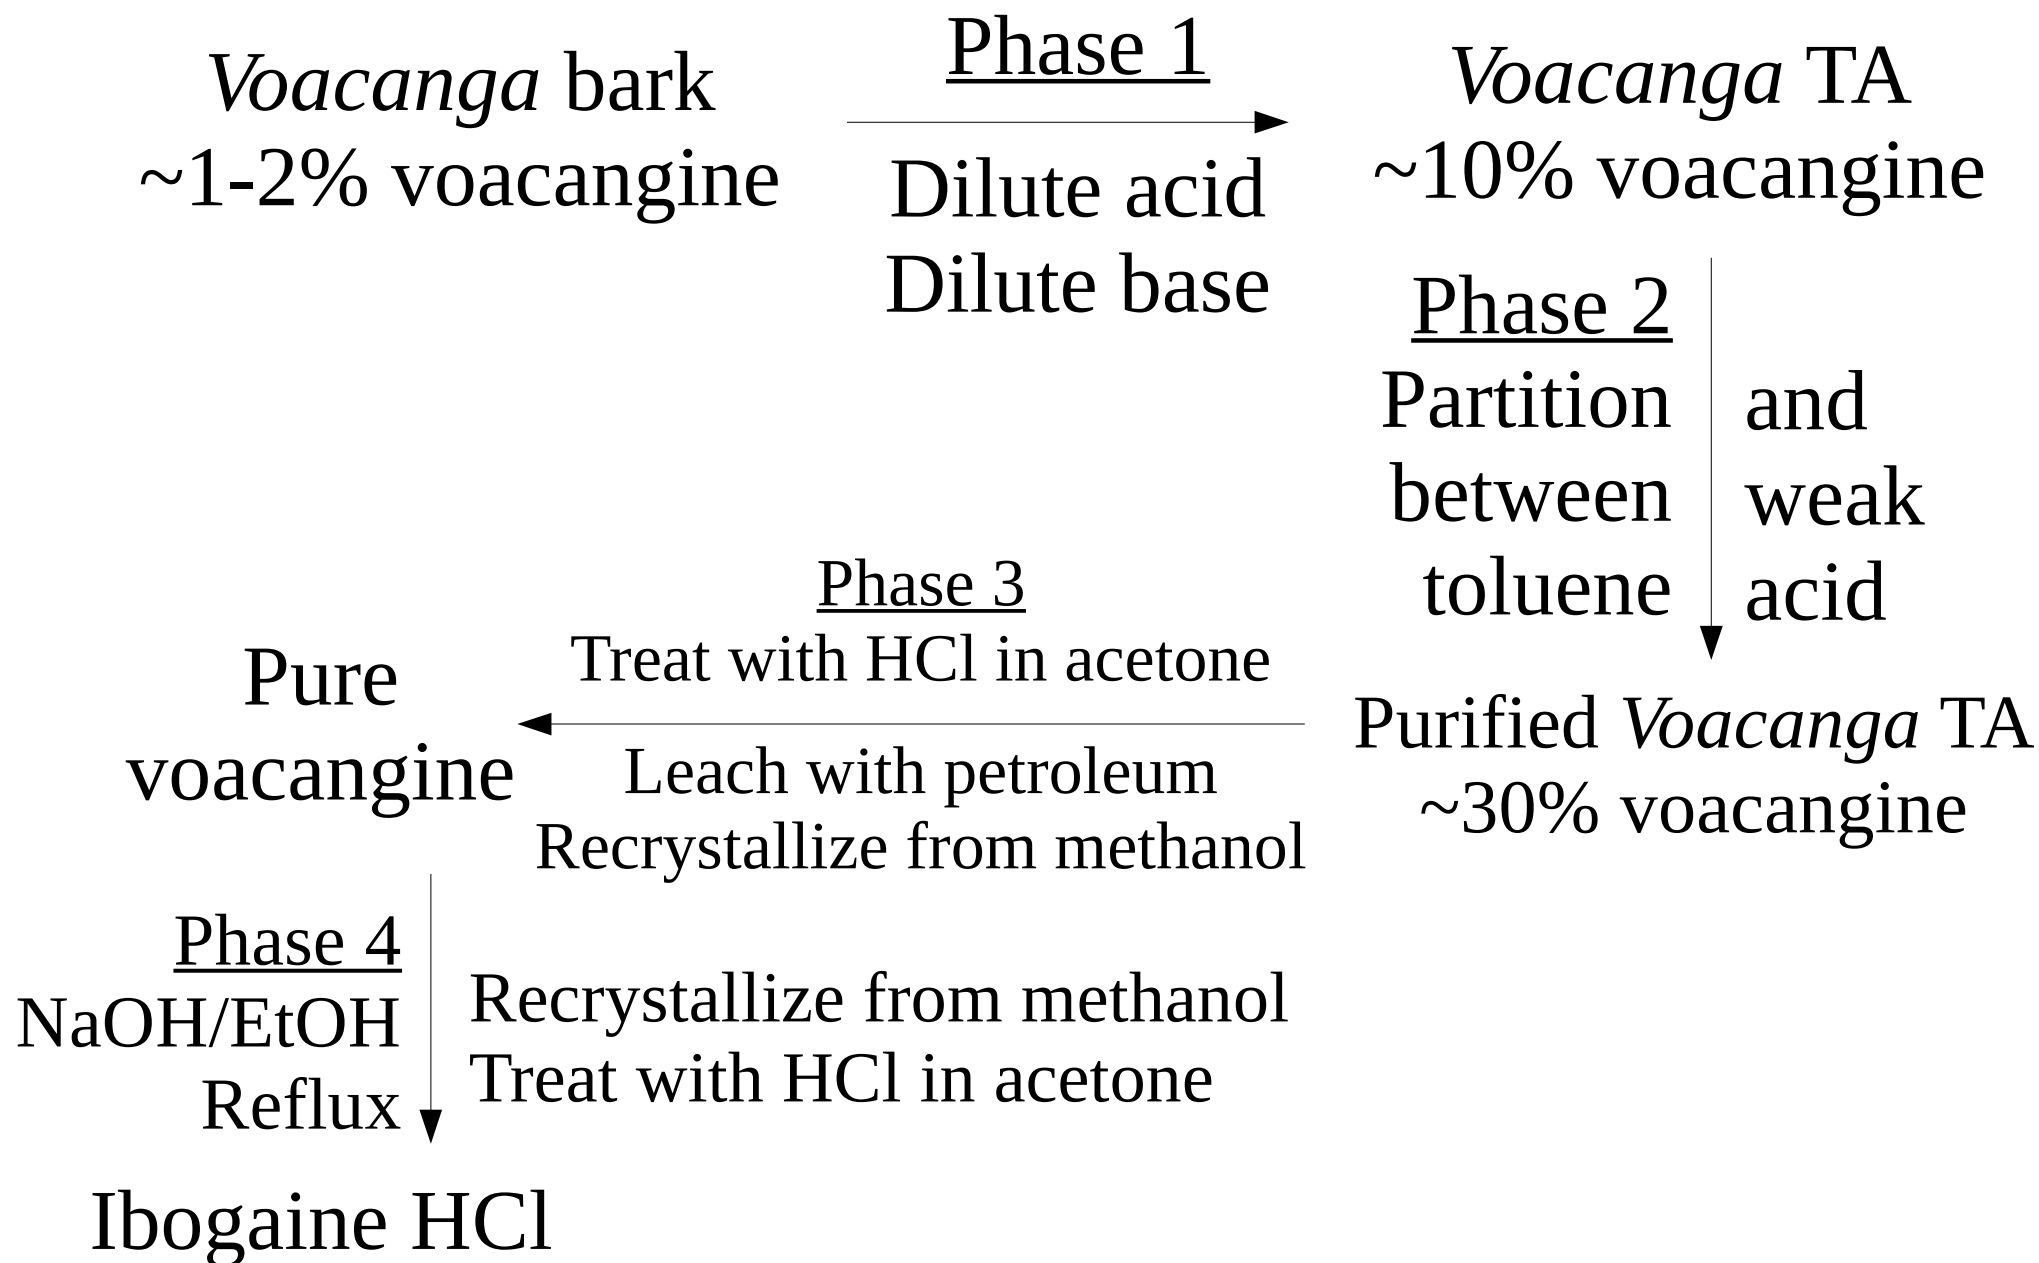 Voacanga bark
~1-2% voacangine
Phase 1
Dilute acid
Dilute base
Voacanga TA
~10% voacangine
Phase 2
Partition and
between weak
toluene acid
Purified Voacanga TA
~30% voacangine
Phase 3
Treat with HCl in acetone
Leach with petroleum
Recrystallize from methanol
Pure
voacangine
Phase 4
NaOH/EtOH
Reflux
Recrystallize from methanol
Treat with HCl in acetone
Ibogaine HCl